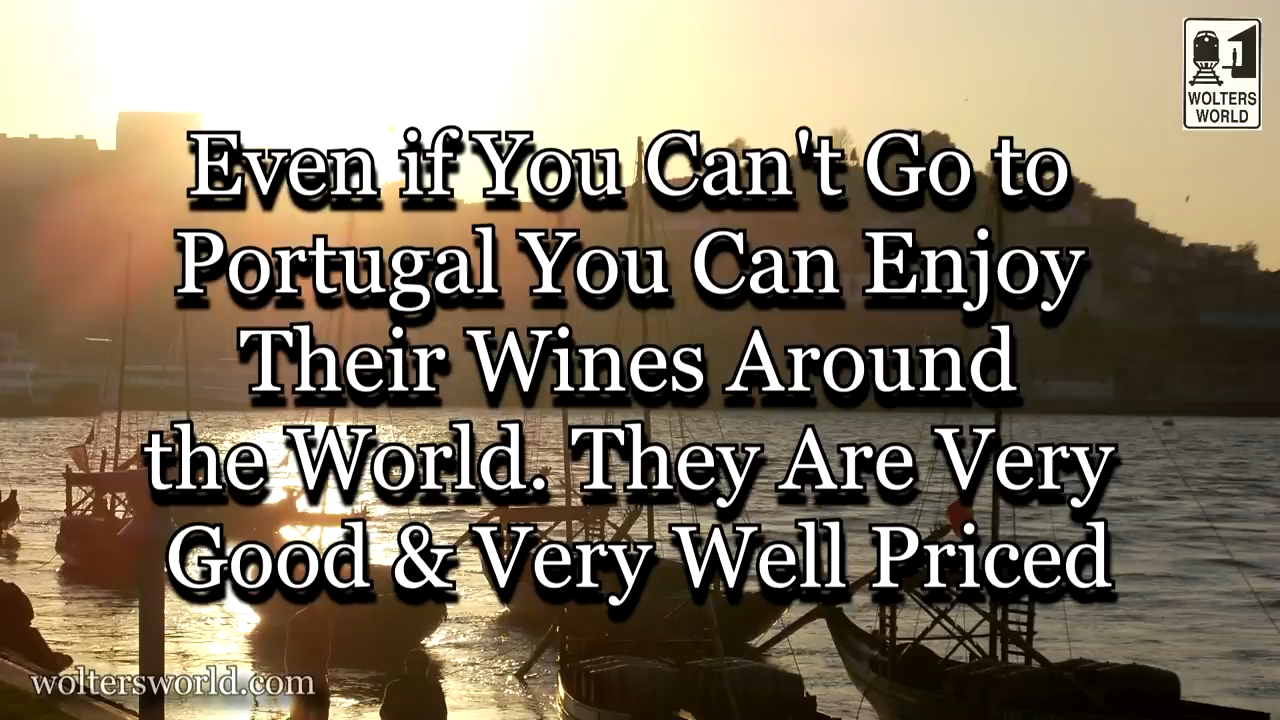 WOLTERS
WORLD
Even if You Can't Go to
Portugal You Can Enjoy
Their Wines Around
the World. They Are Very
Good & Very Well Priced
woltersworld.com